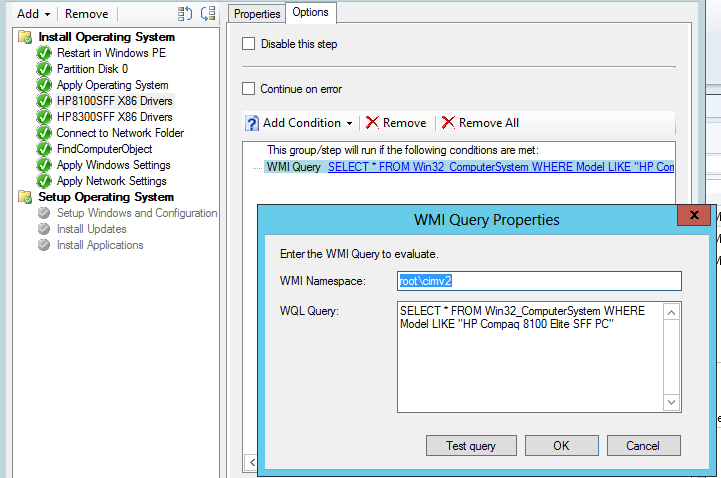 Add
Remove
Install Operating System
Restart in Windows PE
Partition Disk 0
Apply Operating System
HP8100SFF X86 Drivers
HP8300SFF X86 Drivers
Connect to Network Folder
FindComputerObject
Apply Windows Settings
Apply Network Settings
Setup Operating System
Setup Windows and Configuration
Install Updates
Install Applications
Properties
Options
Disable this step
Continue on error
Add Condition
Remove
Remove All
This group/step will run if the following conditions are met:
WMI Query SELECT * FROM Win32_ComputerSystem WHERE Model LIKE "HP Com
WMI Query Properties
X
Enter the WMI Query to evaluate.
WMI Namespace:
root\cimv2
WQL Query:
SELECT * FROM Win32_ComputerSystem WHERE
Model LIKE "HP Compaq 8100 Elite SFF PC"
Test query
OK
Cancel